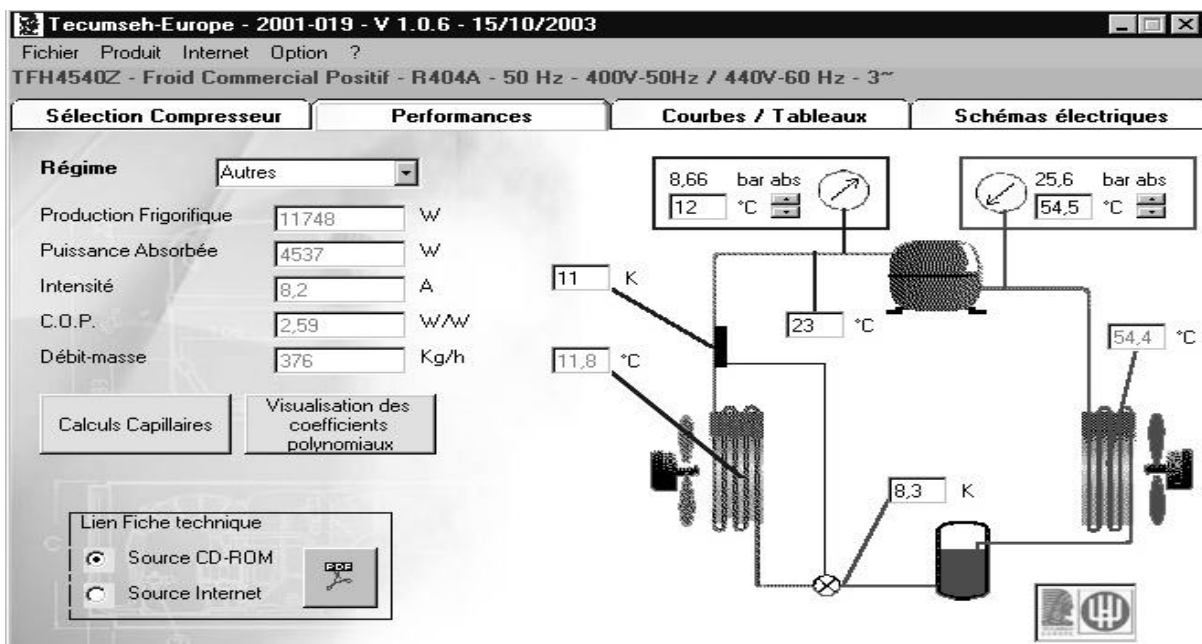 Tecumseh-Europe - 2001-019 - V 1.0.6 - 15/10/2003
Fichier Produit Internet Option ?
TFH4540Z - Froid Commercial Positif - R404A - 50 Hz - 400V-50Hz / 440V-60 Hz - 3~
Sélection Compresseur Performances Courbes / Tableaux Schémas électriques
Régime Autres
Production Frigorifique 11748 W
Puissance Absorbée 4537 W
Intensité 8,2 A
C.O.P. 2,59 W/W
Débit-masse 376 Kg/h
Calculs Capillaires
Visualisation des
coefficients
polynomiaux
Lien Fiche technique
Source CD-ROM
Source Internet
PDF
8,66 bar abs
12 °C
25,6 bar abs
54,5 °C
11 K
23 °C
11,8 °C
54,4 °C
8,3 K